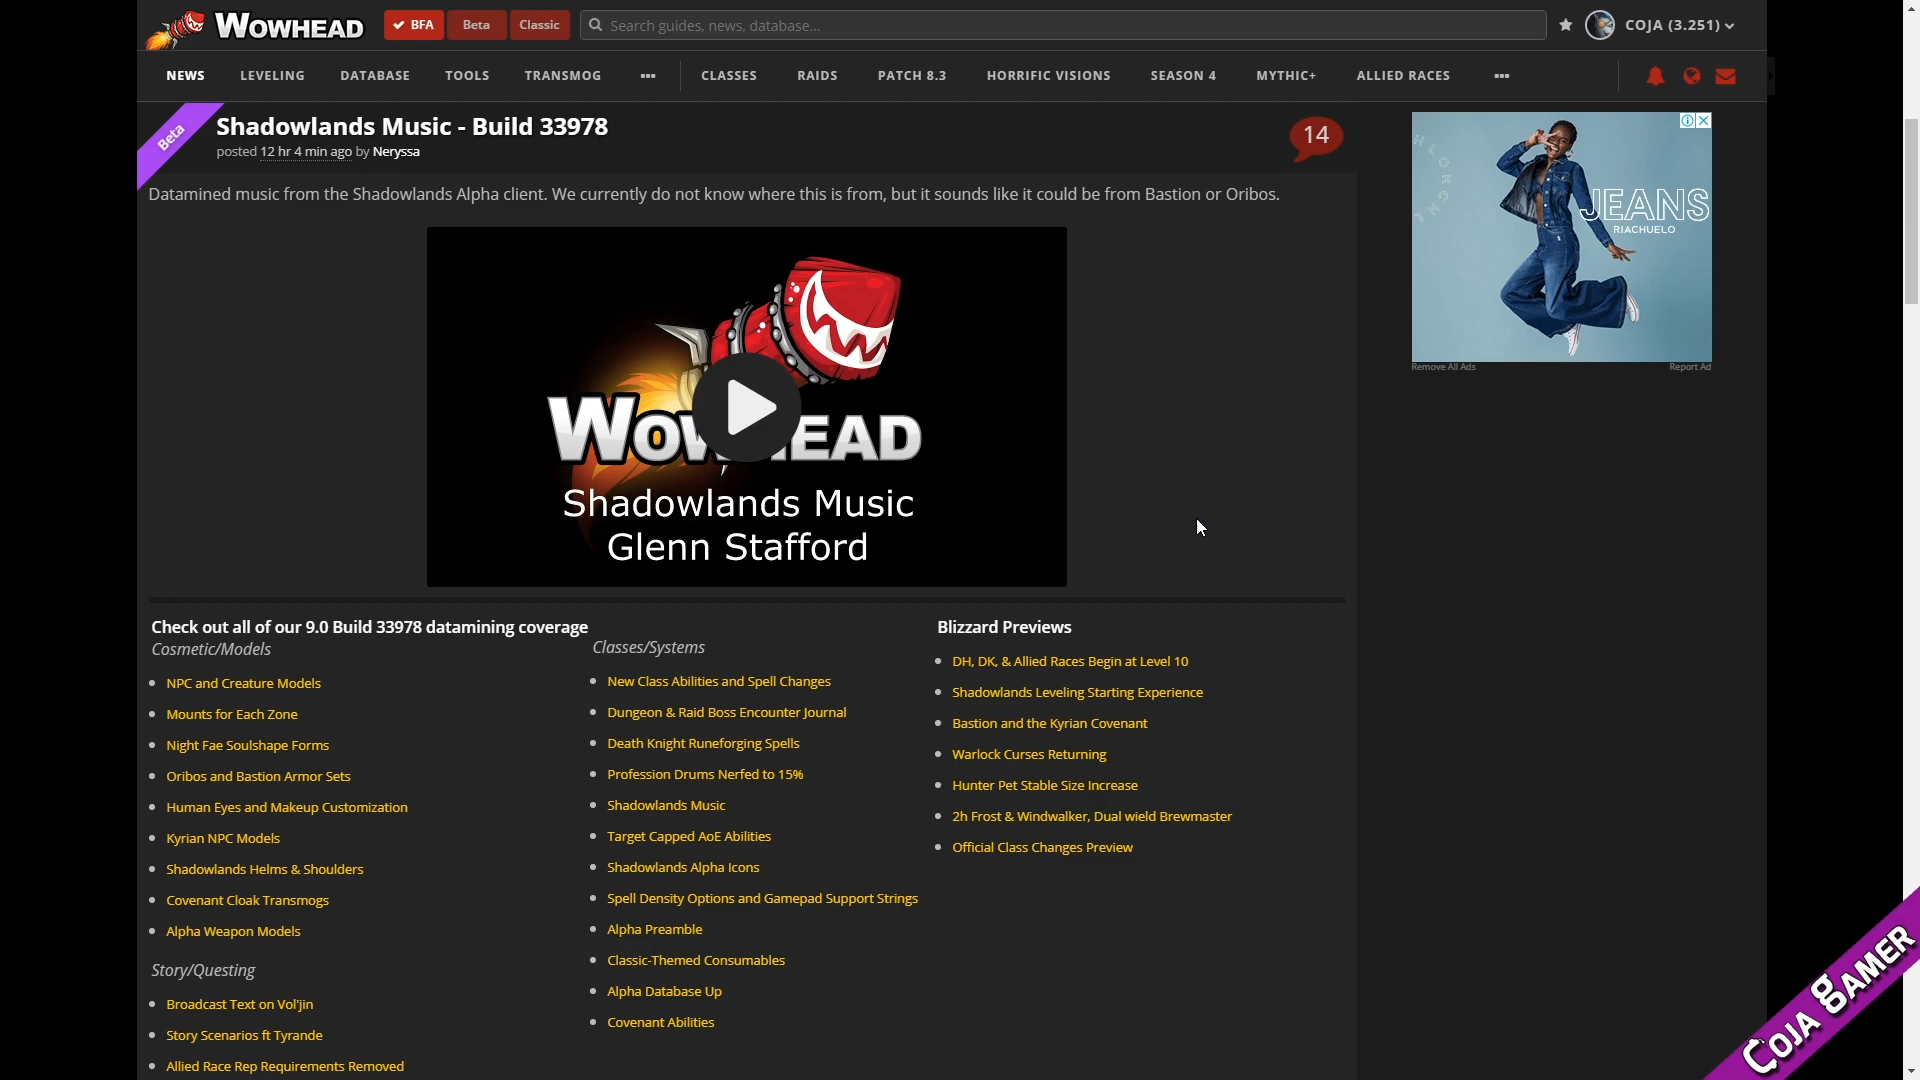 WOWHEAD
BFA
Beta
Classic
Search guides, news, database...
COJA (3.251)
NEWS
LEVELING
DATABASE
TOOLS
TRANSMOG
CLASSES
RAIDS
PATCH 8.3
HORRIFIC VISIONS
SEASON 4
MYTHIC+
ALLIED RACES
Beta
Shadowlands Music - Build 33978
posted 12 hr 4 min ago by Neryssa
14
Datamined music from the Shadowlands Alpha client. We currently do not know where this is from, but it sounds like it could be from Bastion or Oribos.
Shadowlands Music
Glenn Stafford
JEANS
RIACHUELO
Remove All Ads
Report Ad
Check out all of our 9.0 Build 33978 datamining coverage
Cosmetic/Models
NPC and Creature Models
Mounts for Each Zone
Night Fae Soulshape Forms
Oribos and Bastion Armor Sets
Human Eyes and Makeup Customization
Kyrian NPC Models
Shadowlands Helms & Shoulders
Covenant Cloak Transmogs
Alpha Weapon Models
Story/Questing
Broadcast Text on Vol'jin
Story Scenarios ft Tyrande
Allied Race Rep Requirements Removed
Classes/Systems
New Class Abilities and Spell Changes
Dungeon & Raid Boss Encounter Journal
Death Knight Runeforging Spells
Profession Drums Nerfed to 15%
Shadowlands Music
Target Capped AoE Abilities
Shadowlands Alpha Icons
Spell Density Options and Gamepad Support Strings
Alpha Preamble
Classic-Themed Consumables
Alpha Database Up
Covenant Abilities
Blizzard Previews
DH, DK, & Allied Races Begin at Level 10
Shadowlands Leveling Starting Experience
Bastion and the Kyrian Covenant
Warlock Curses Returning
Hunter Pet Stable Size Increase
2h Frost & Windwalker, Dual wield Brewmaster
Official Class Changes Preview
COJA GAMER